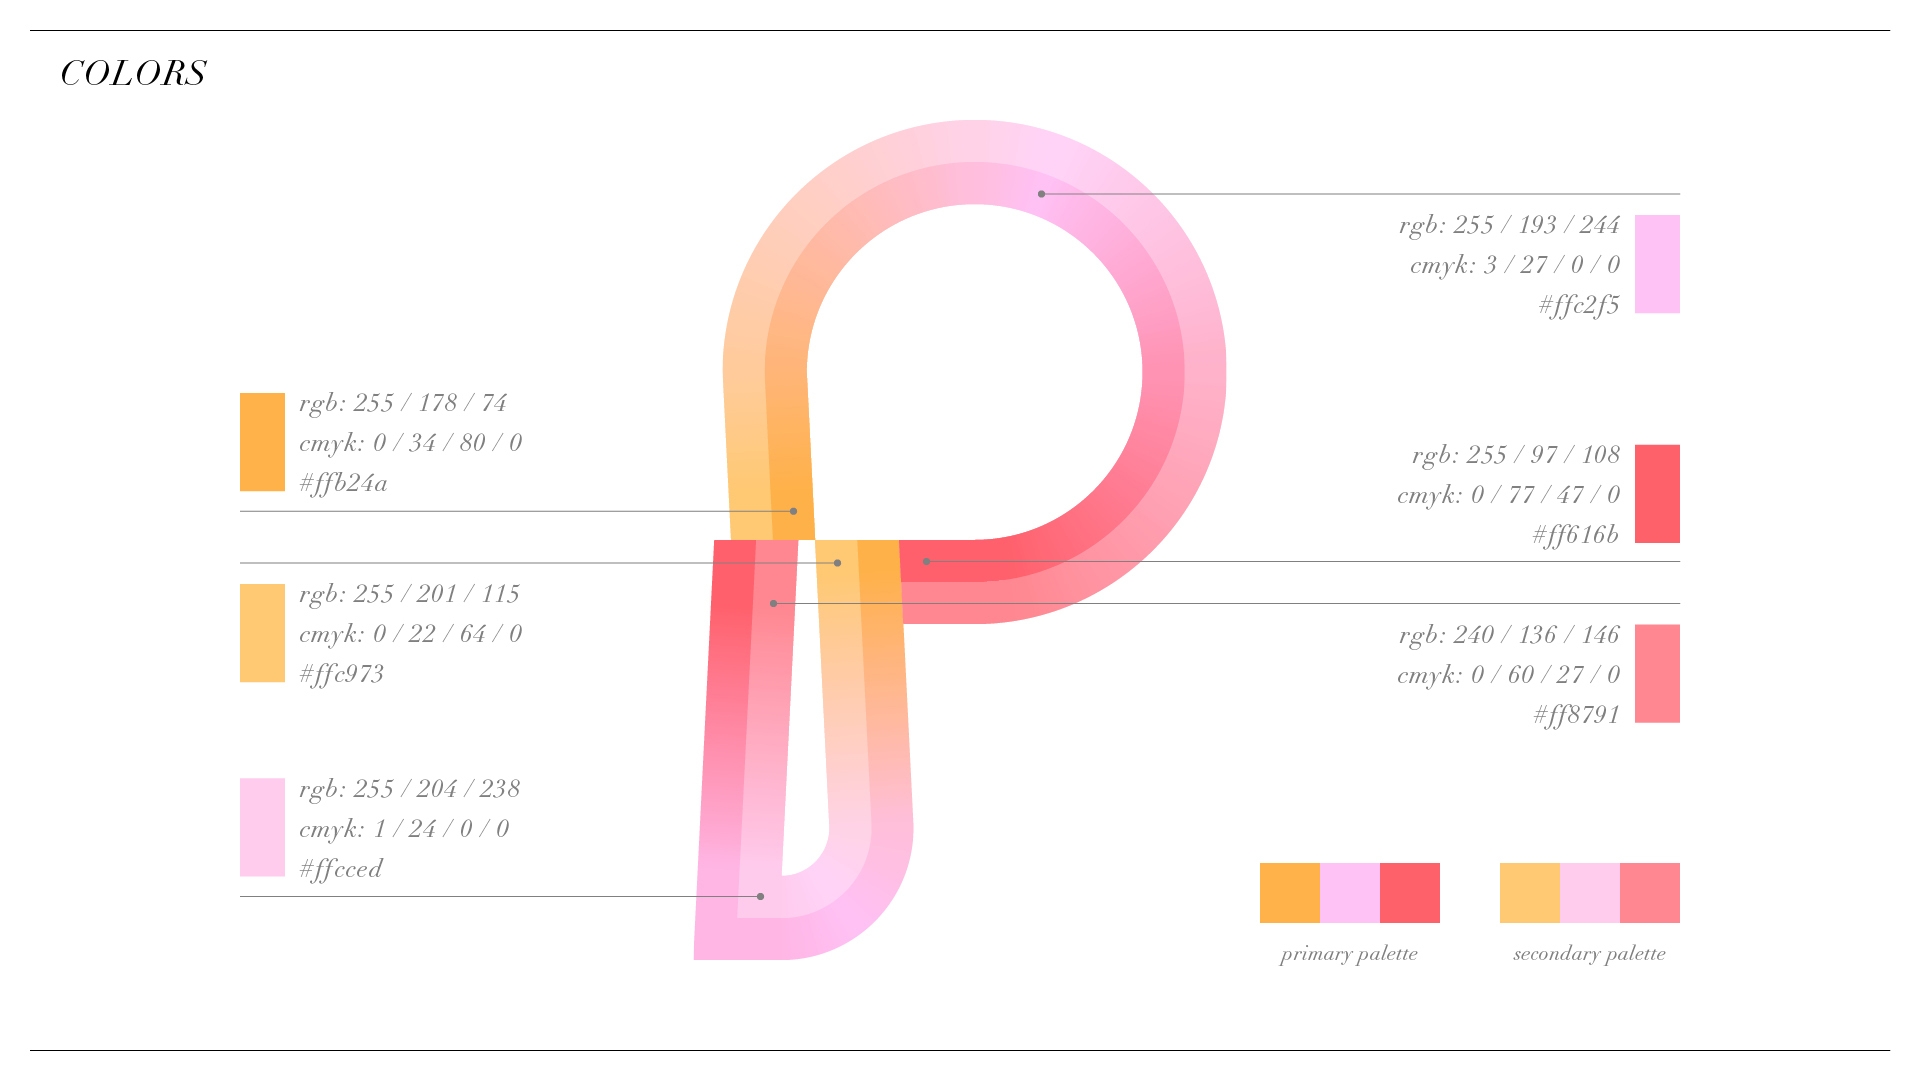 COLORS
rgb: 255 / 193 / 244
cmyk: 3 / 27 / 0 / 0
#ffc2f5
rgb: 255 / 178 / 74
cmyk: 0 / 34 / 80 / 0
#ffb24a
rgb: 255 / 97 / 108
cmyk: 0 / 77 / 47 / 0
#ff616b
rgb: 255 / 201 / 115
cmyk: 0 / 22 / 64 / 0
#ffc973
rgb: 240 / 136 / 146
cmyk: 0 / 60 / 27 / 0
#ff8791
rgb: 255 / 204 / 238
cmyk: 1 / 24 / 0 / 0
#ffcced
primary palette
secondary palette